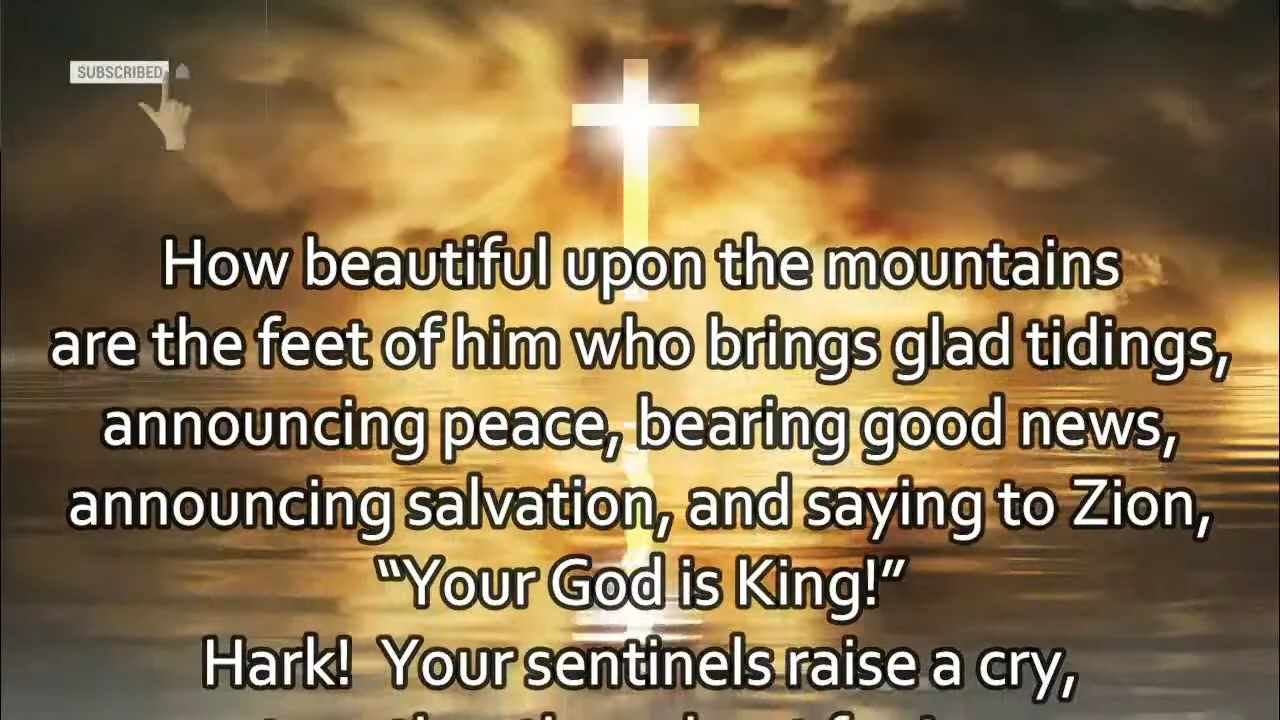 SUBSCRIBED
How beautiful upon the mountains
are the feet of him who brings glad tidings,
announcing peace, bearing good news,
announcing salvation, and saying to Zion,
“Your God is King!”
Hark!  Your sentinels raise a cry,